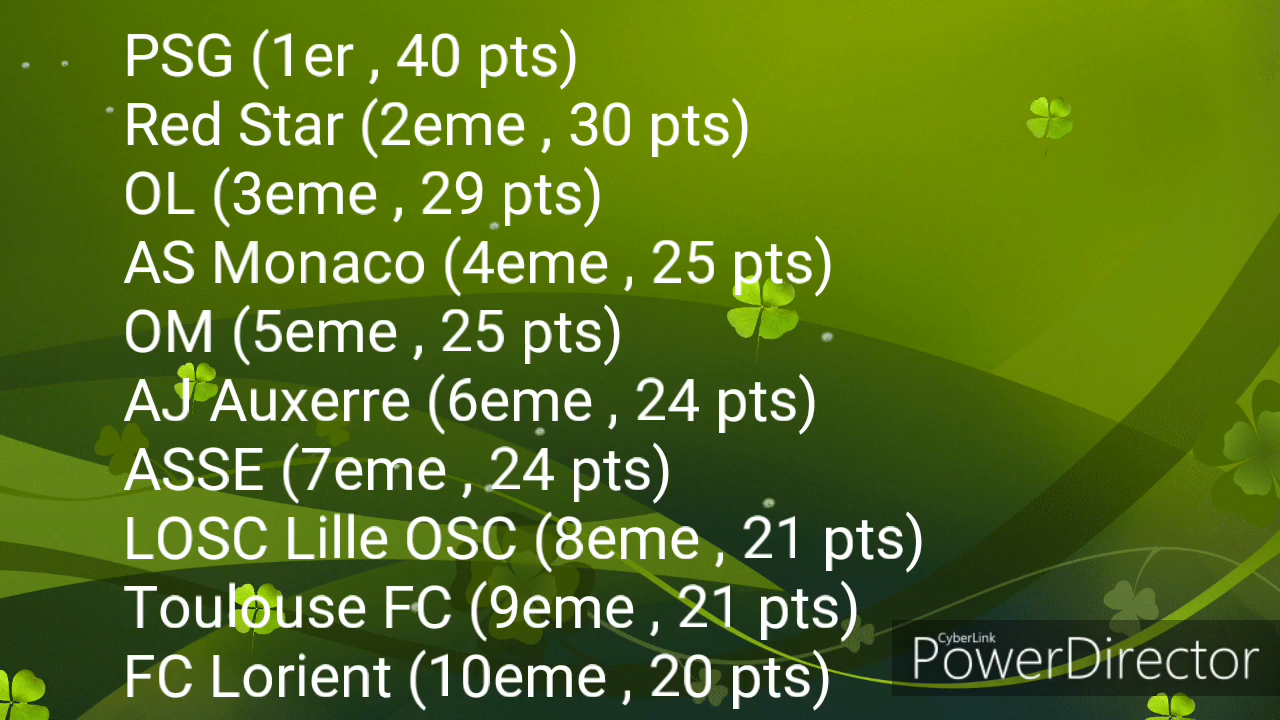 PSG (1er , 40 pts)
Red Star (2eme , 30 pts)
OL (3eme , 29 pts)
AS Monaco (4eme , 25 pts)
OM (5eme , 25 pts)
AJ Auxerre (6eme , 24 pts)
ASSE (7eme , 24 pts)
LOSC Lille OSC (8eme , 21 pts)
Toulouse FC (9eme , 21 pts)
FC Lorient (10eme , 20 pts)
CyberLink
PowerDirector